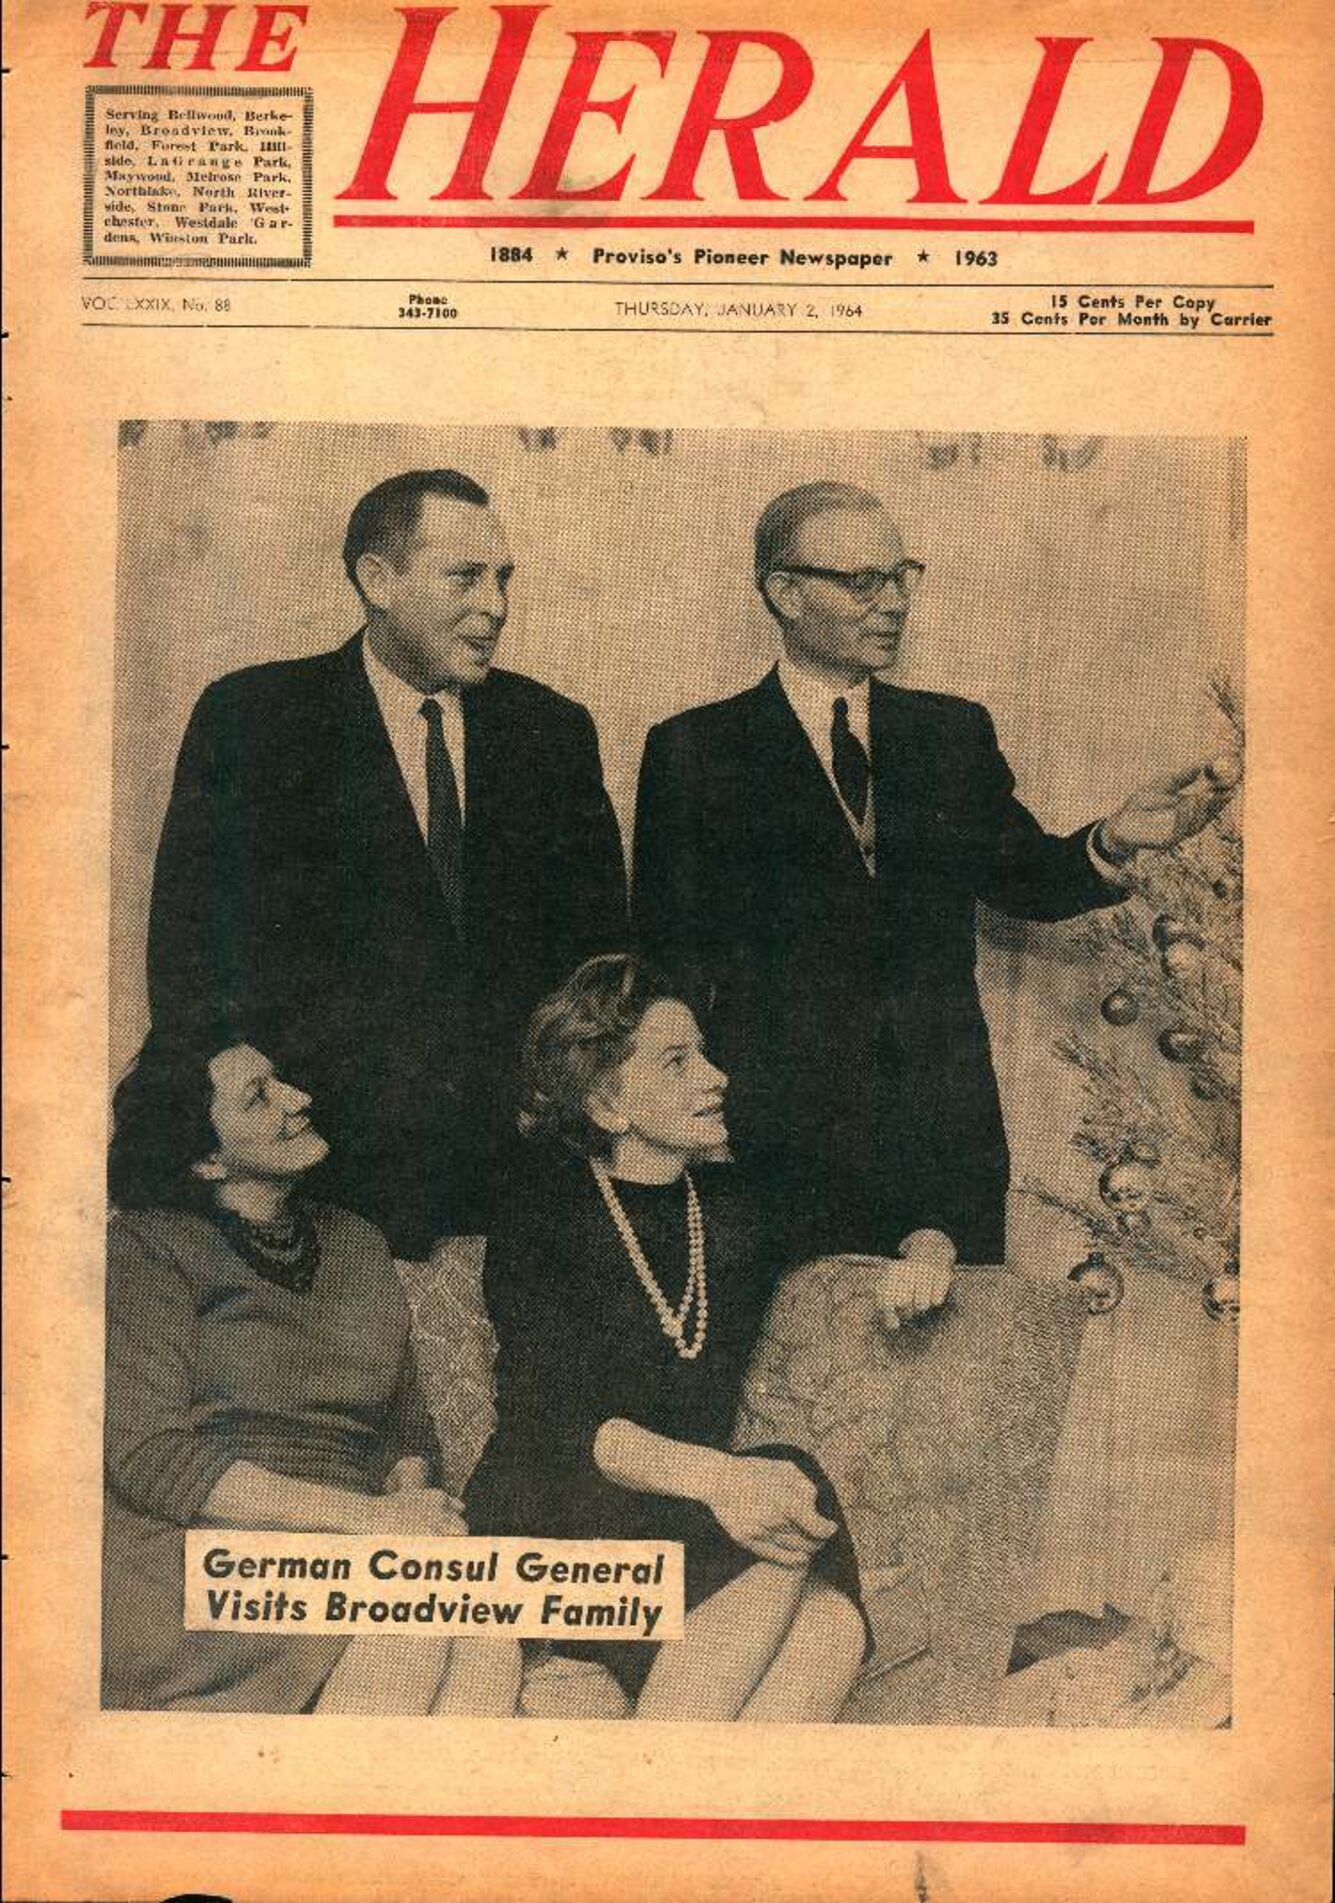 THE HERALD
Serving Bellwood, Berke-
ley, Broadview, Brook-
field, Forest Park, Hill-
side, LaGrange Park,
Maywood, Melrose Park,
Northlake, North River-
side, Stone Park, West-
chester, Westdale Gar-
dens, Winston Park.
1884 ★ Proviso's Pioneer Newspaper ★ 1963
VOL. LXXIX, No. 88
Phone
343-7100
THURSDAY, JANUARY 2, 1964
15 Cents Per Copy
35 Cents Per Month by Carrier
German Consul General
Visits Broadview Family